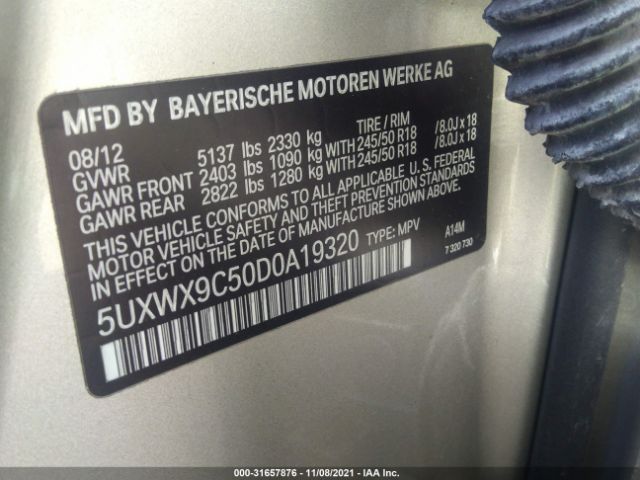 MFD BY BAYERISCHE MOTOREN WERKE AG
08/12 TIRE / RIM
GVWR 5137 lbs 2330 kg
GAWR FRONT 2403 lbs 1090 kg WITH 245/50 R18 /8.0J x 18
GAWR REAR 2822 lbs 1280 kg WITH 245/50 R18 /8.0J x 18
THIS VEHICLE CONFORMS TO ALL APPLICABLE U. S. FEDERAL
MOTOR VEHICLE SAFETY AND THEFT PREVENTION STANDARDS
IN EFFECT ON THE DATE OF MANUFACTURE SHOWN ABOVE.
5UXWX9C50D0A19320 TYPE: MPV A14M
7 320 730
000-31657876 | 11/08/2021 - IAA Inc.